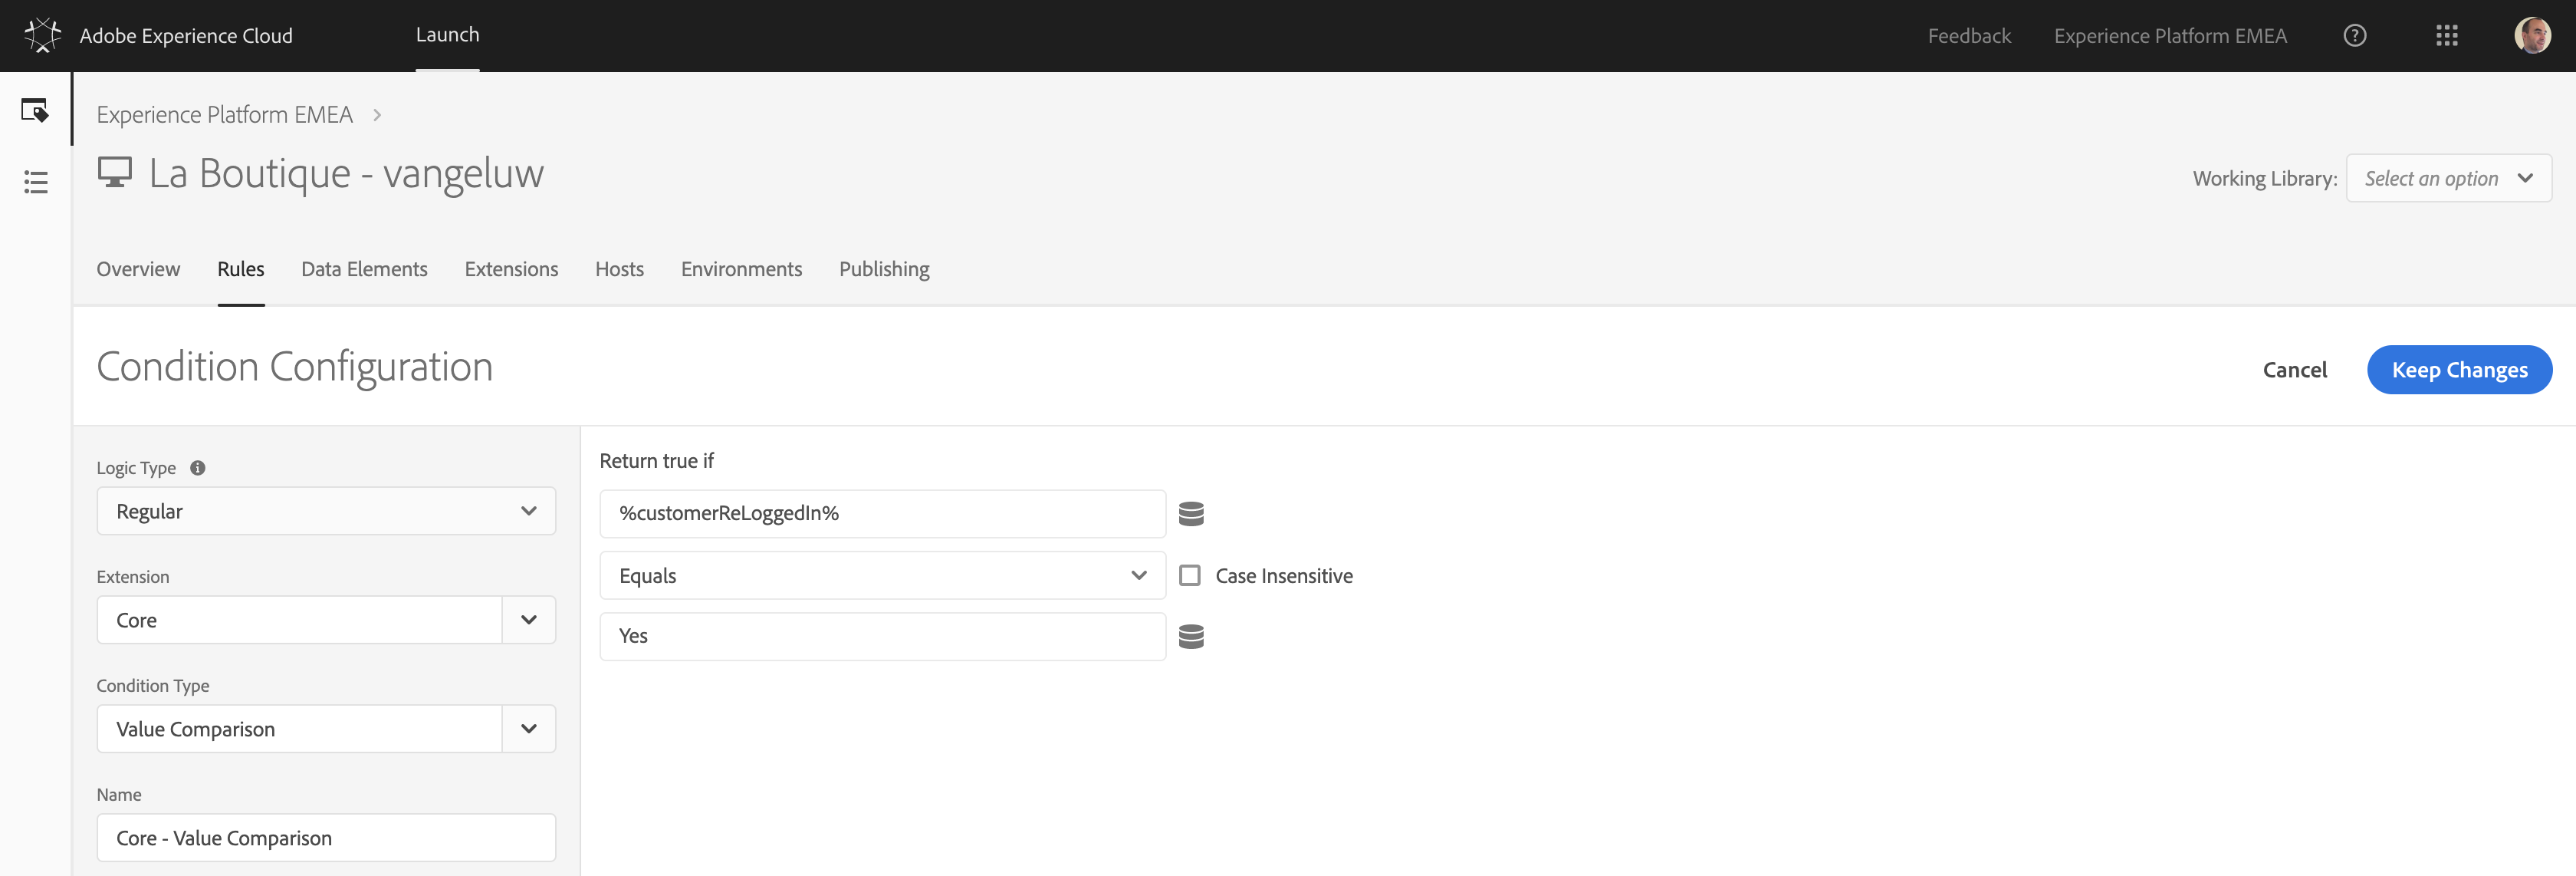 Adobe Experience Cloud
Launch
Feedback
Experience Platform EMEA
Experience Platform EMEA
La Boutique - vangeluw
Working Library:
Select an option
Overview
Rules
Data Elements
Extensions
Hosts
Environments
Publishing
Condition Configuration
Cancel
Keep Changes
Logic Type
Regular
Extension
Core
Condition Type
Value Comparison
Name
Core - Value Comparison
Return true if
%customerReLoggedIn%
Equals
Case Insensitive
Yes